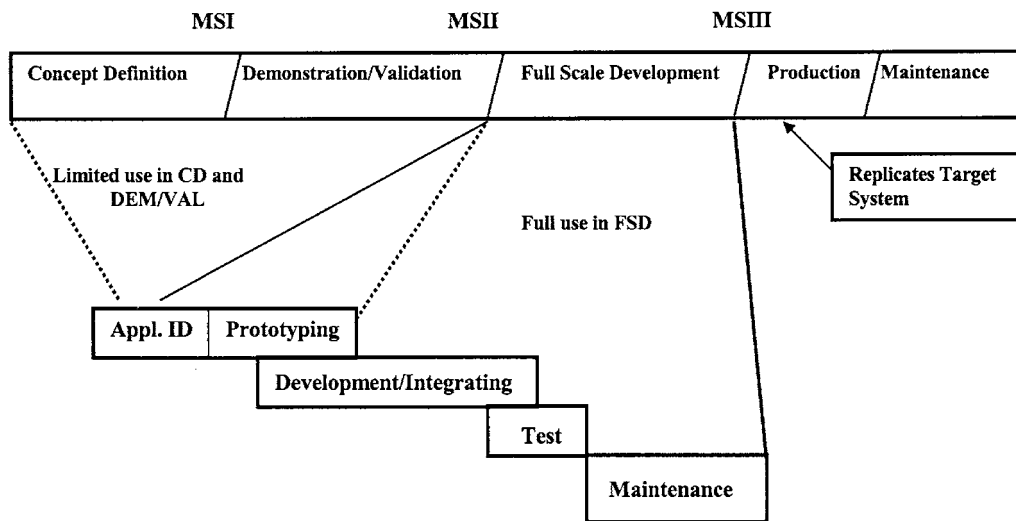 MSI MSII MSIII
Concept Definition Demonstration/Validation Full Scale Development Production Maintenance
Limited use in CD and
DEM/VAL
Replicates Target
System
Full use in FSD
Appl. ID Prototyping
Development/Integrating
Test
Maintenance